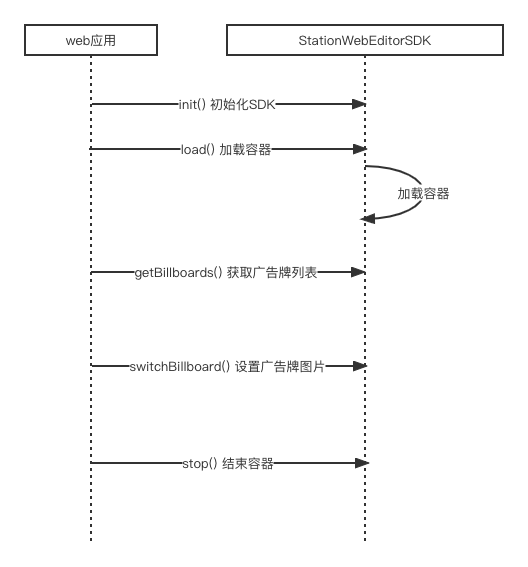 web应用
StationWebEditorSDK
init() 初始化SDK
load() 加载容器
加载容器
getBillboards() 获取广告牌列表
switchBillboard() 设置广告牌图片
stop() 结束容器